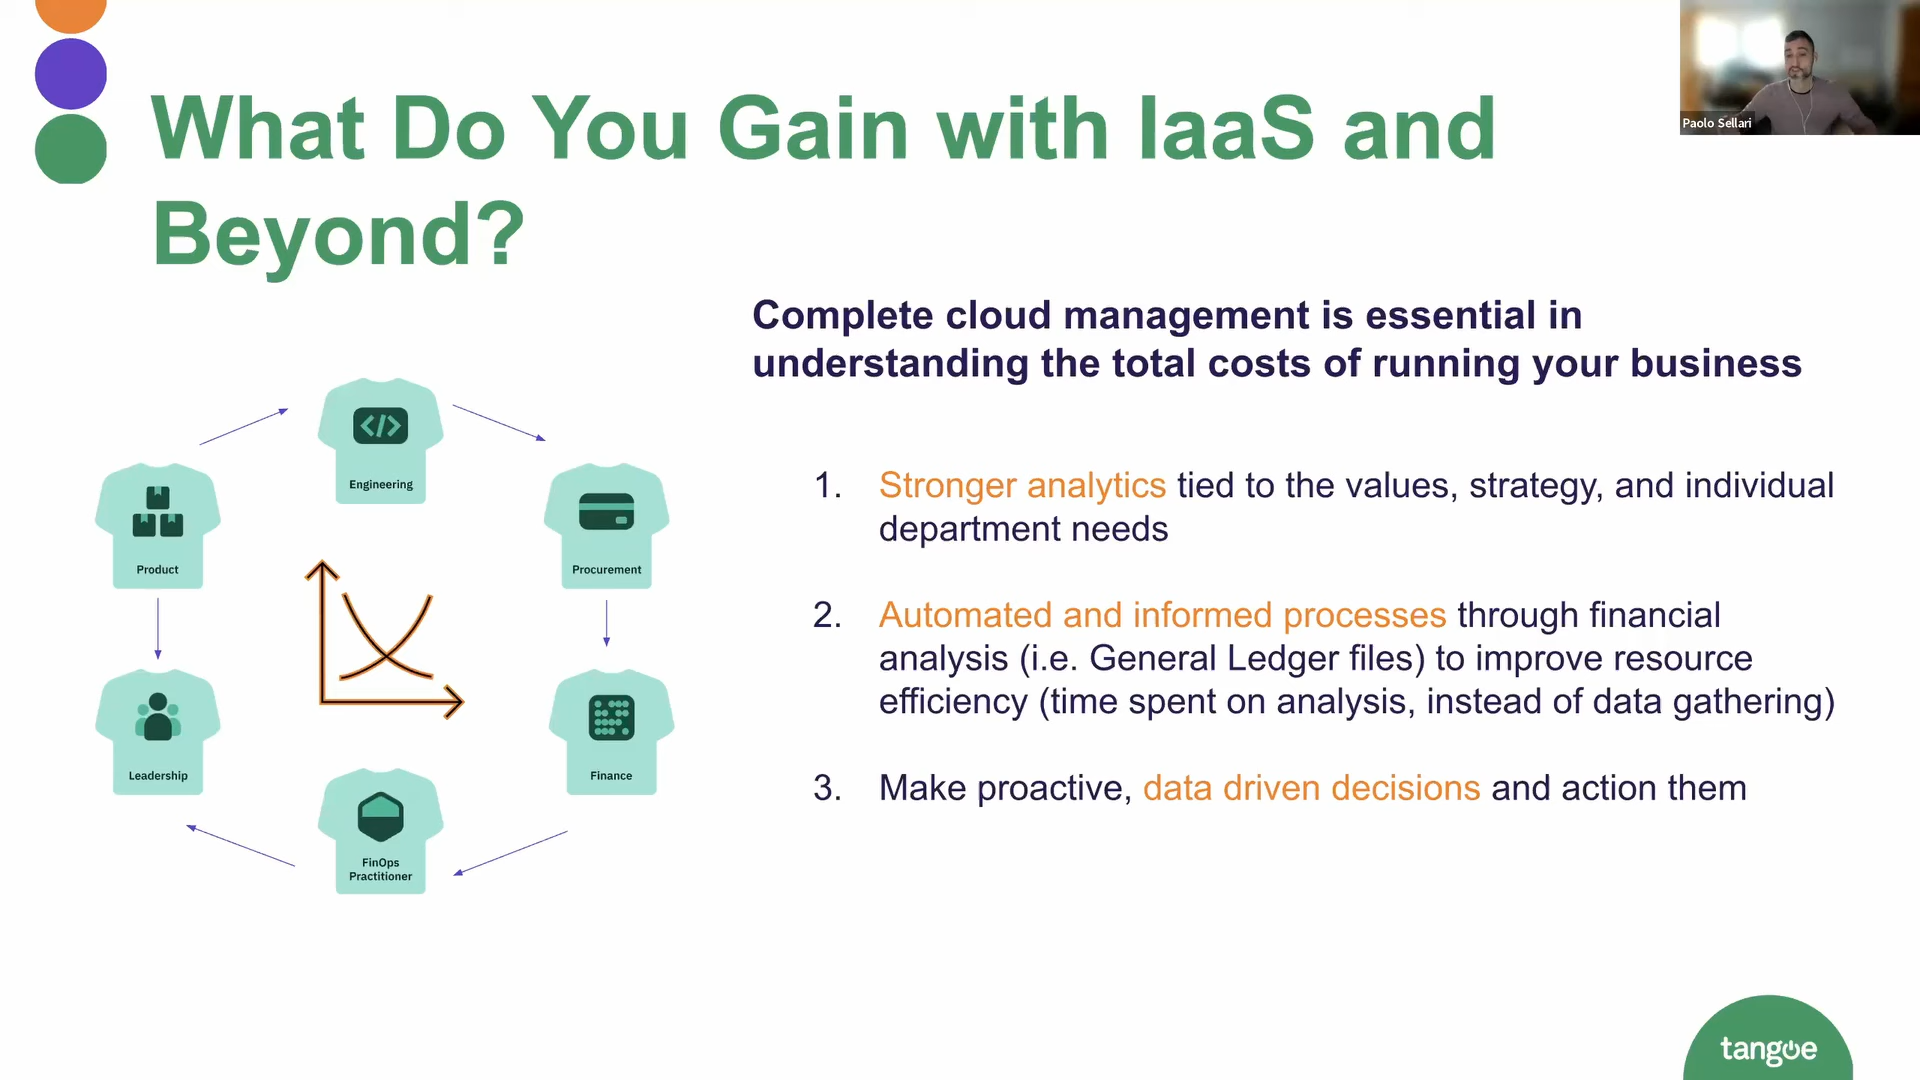 What Do You Gain with IaaS and
Beyond?
Paolo Sellari
Complete cloud management is essential in
understanding the total costs of running your business
</>
Engineering
Product
Procurement
Leadership
Finance
FinOps
Practitioner
1. Stronger analytics tied to the values, strategy, and individual
department needs
2. Automated and informed processes through financial
analysis (i.e. General Ledger files) to improve resource
efficiency (time spent on analysis, instead of data gathering)
3. Make proactive, data driven decisions and action them
tangoe